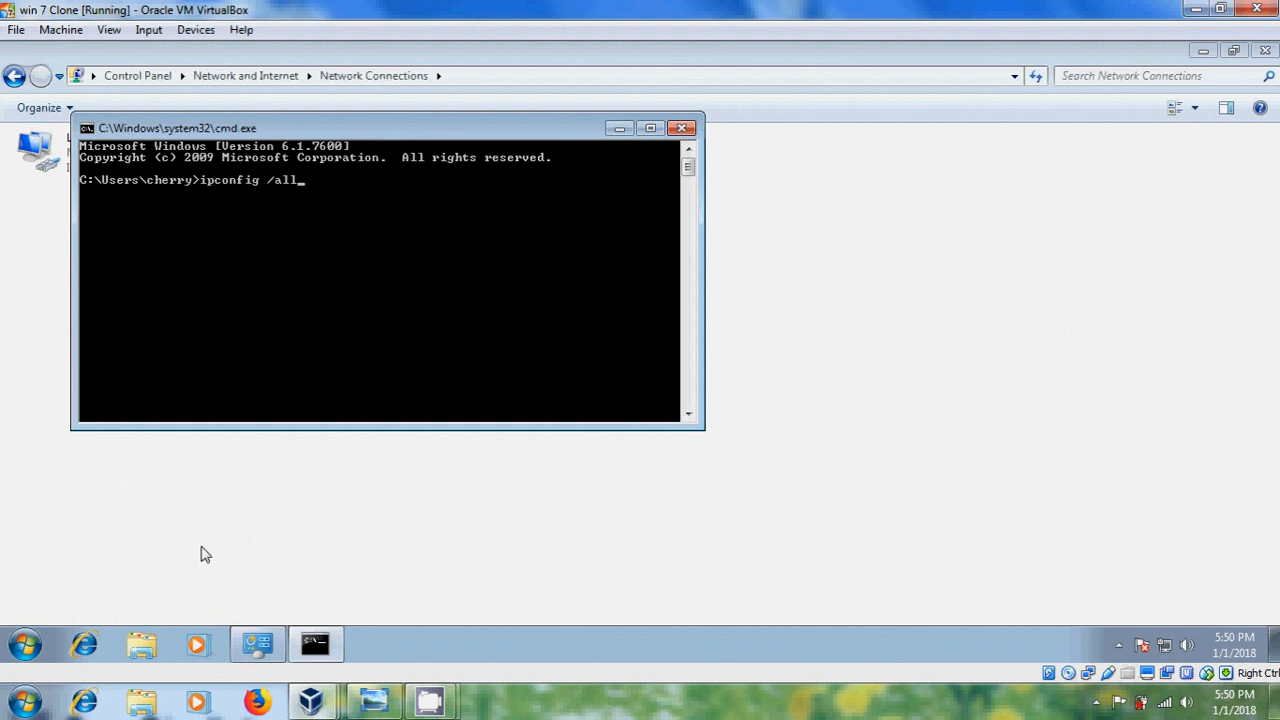 win 7 Clone [Running] - Oracle VM VirtualBox
File Machine View Input Devices Help
Control Panel Network and Internet Network Connections
Search Network Connections
Organize
C:\Windows\system32\cmd.exe
Microsoft Windows [Version 6.1.7600]
Copyright (c) 2009 Microsoft Corporation. All rights reserved.
C:\Users\cherry>ipconfig /all_
5:50 PM
1/1/2018
Right Ctrl
5:50 PM
1/1/2018